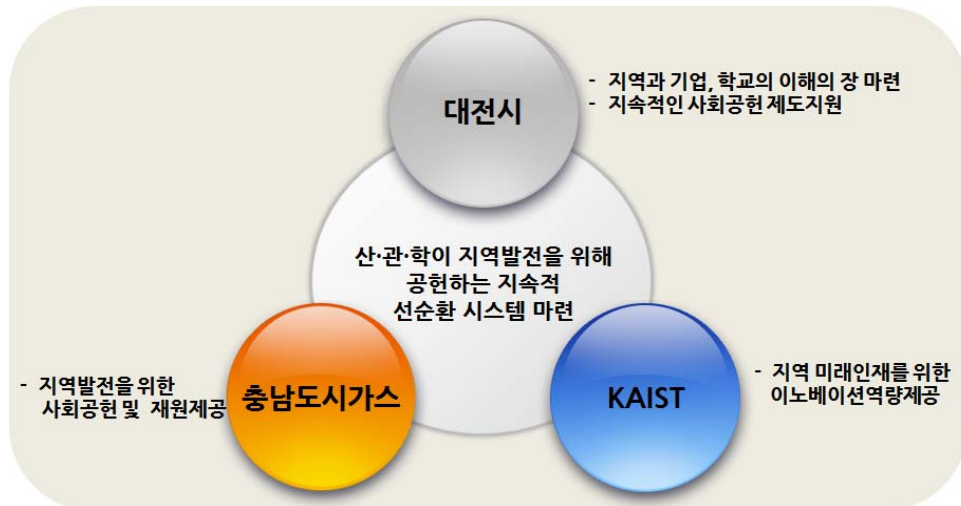 대전시
- 지역과 기업, 학교의 이해의 장 마련
- 지속적인 사회공헌 제도지원
산·관·학이 지역발전을 위해
공헌하는 지속적
선순환 시스템 마련
- 지역발전을 위한
사회공헌 및 재원제공
충남도시가스
KAIST
- 지역 미래인재를 위한
이노베이션역량제공